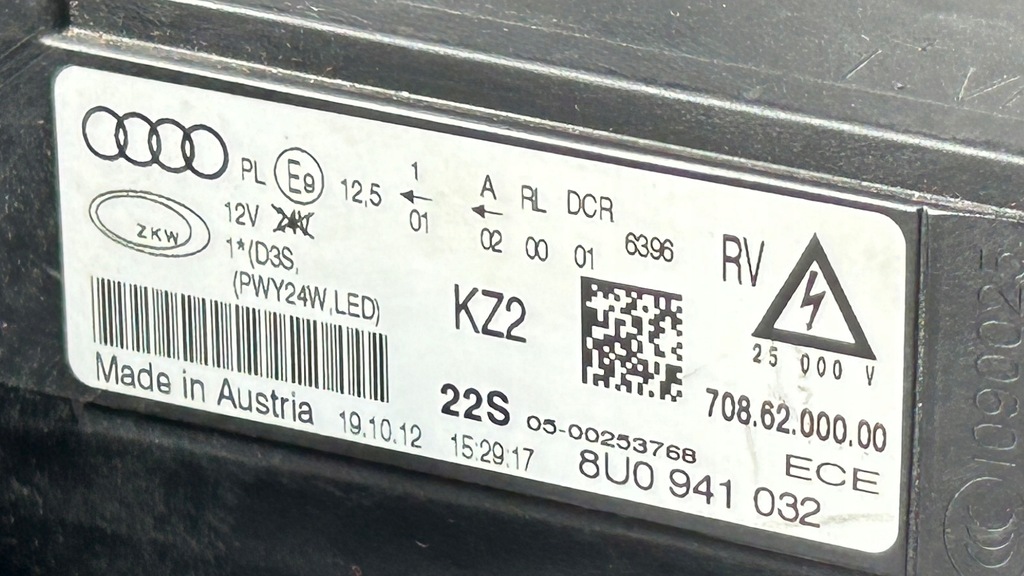 PL E9 12,5 1 A RL DCR
01 02 00 01 6396
ZKW
12V 24V
1*(D3S,
(PWY24W,LED)
KZ2
RV
25 000 V
Made in Austria
19.10.12 15:29:17
22S 05-00253768
708.62.000.00
8U0 941 032
ECE